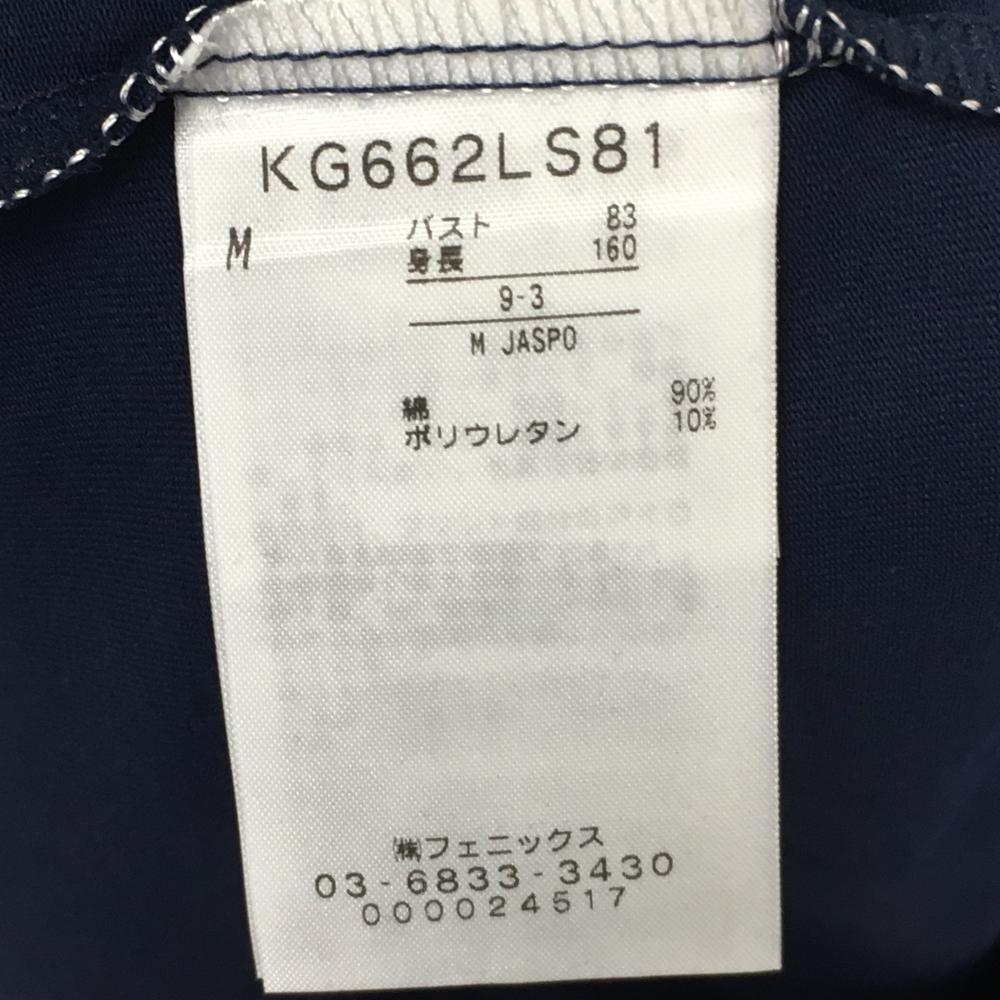 KG662LS81
M バスト 83
身長 160
9-3
M JASPO
綿 90%
ポリウレタン 10%
㈱フェニックス
03-6833-3430
000024517